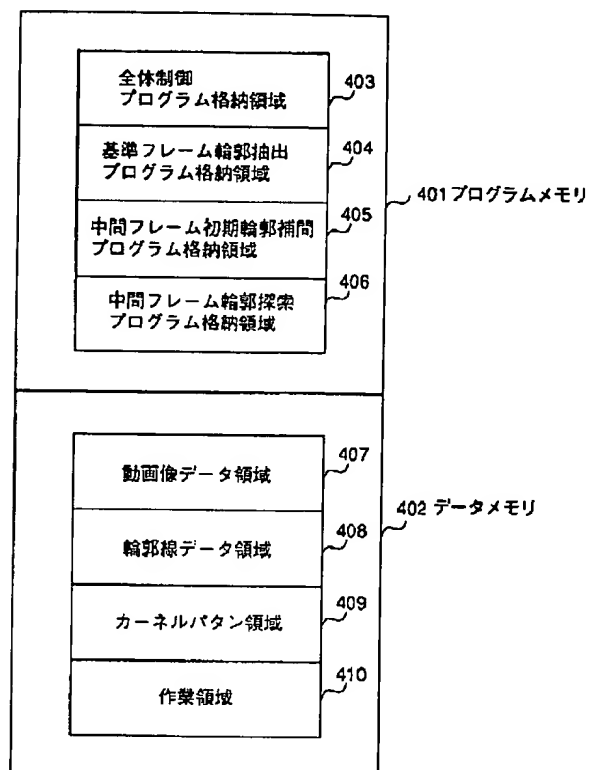 全体制御
プログラム格納領域
403
基準フレーム輪郭抽出
プログラム格納領域
404
401 プログラムメモリ
中間フレーム初期輪郭補間
プログラム格納領域
405
中間フレーム輪郭探索
プログラム格納領域
406
動画像データ領域
407
402 データメモリ
輪郭線データ領域
408
カーネルパタン領域
409
作業領域
410